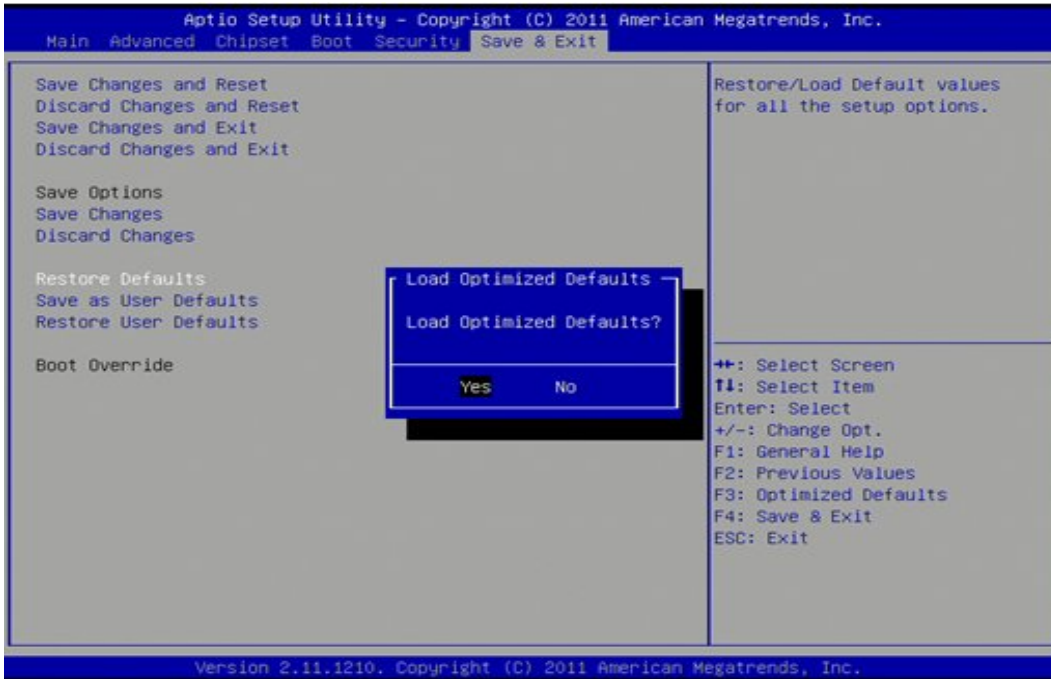 Aptio Setup Utility – Copyright (C) 2011 American Megatrends, Inc.
Main Advanced Chipset Boot Security Save & Exit
Save Changes and Reset
Discard Changes and Reset
Save Changes and Exit
Discard Changes and Exit
Save Options
Save Changes
Discard Changes
Restore Defaults
Save as User Defaults
Restore User Defaults
Boot Override
Load Optimized Defaults
Load Optimized Defaults?
Yes No
Restore/Load Default values
for all the setup options.
→←: Select Screen
↑↓: Select Item
Enter: Select
+/-: Change Opt.
F1: General Help
F2: Previous Values
F3: Optimized Defaults
F4: Save & Exit
ESC: Exit
Version 2.11.1210. Copyright (C) 2011 American Megatrends, Inc.